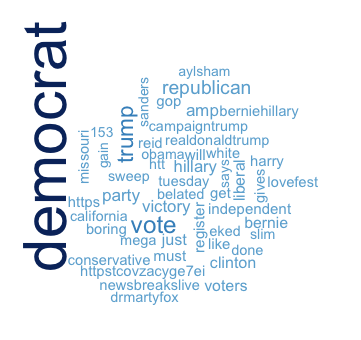 democrat
aylsham
sanders
republican
gop
amp
berniehillary
trump
campaigntrump
153
reid
realdonaldtrump
missouri
gain
obamawill
white
htt
hillary
says
harry
sweep
tuesday
liberal
gives
lovefest
party
belated
get
https
victory
independent
california
register
bernie
boring
vote
eked
slim
mega
just
like
done
conservative
must
clinton
httpstcovzacyge7ei
newsbreakslive
voters
drmartyfox